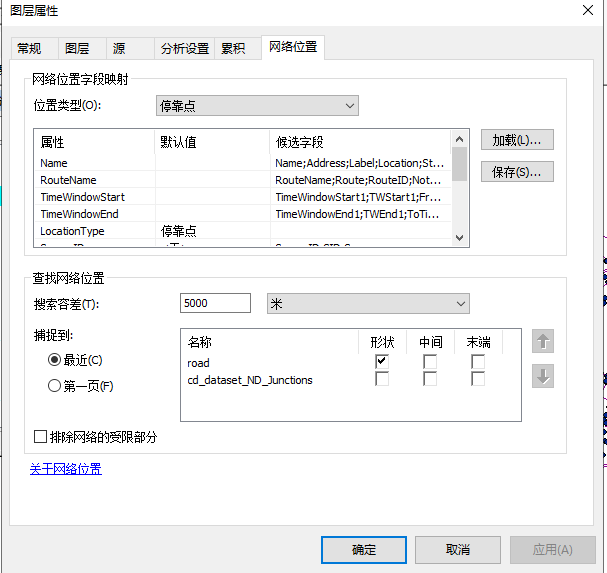 图层属性
常规 图层 源 分析设置 累积 网络位置
网络位置字段映射
位置类型(O): 停靠点
属性 默认值 候选字段
Name Name;Address;Label;Location;St...
RouteName RouteName;Route;RouteID;Not...
TimeWindowStart TimeWindowStart1;TWStart1;Fr...
TimeWindowEnd TimeWindowEnd1;TWEnd1;ToTi...
LocationType 停靠点
加载(L)...
保存(S)...
查找网络位置
搜索容差(T): 5000 米
捕捉到:
最近(C)
第一页(F)
名称 形状 中间 末端
road
cd_dataset_ND_Junctions
排除网络的受限部分
关于网络位置
确定 取消 应用(A)